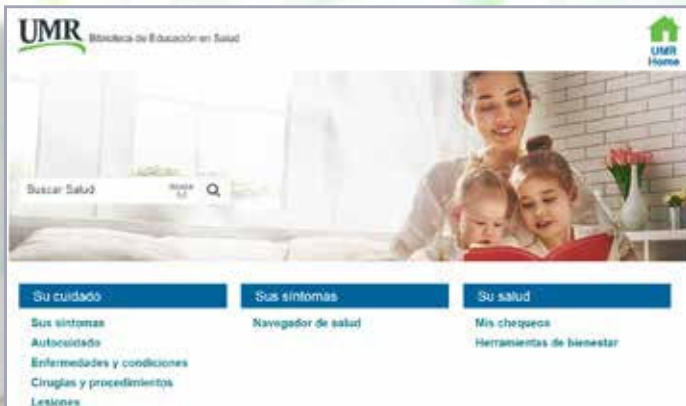 UMR Biblioteca de Educación en Salud
UMR
Home
Buscar Salud
Su cuidado
Sus síntomas
Autocuidado
Enfermedades y condiciones
Cirugías y procedimientos
Lesiones
Sus síntomas
Navegador de salud
Su salud
Mis chequeos
Herramientas de bienestar